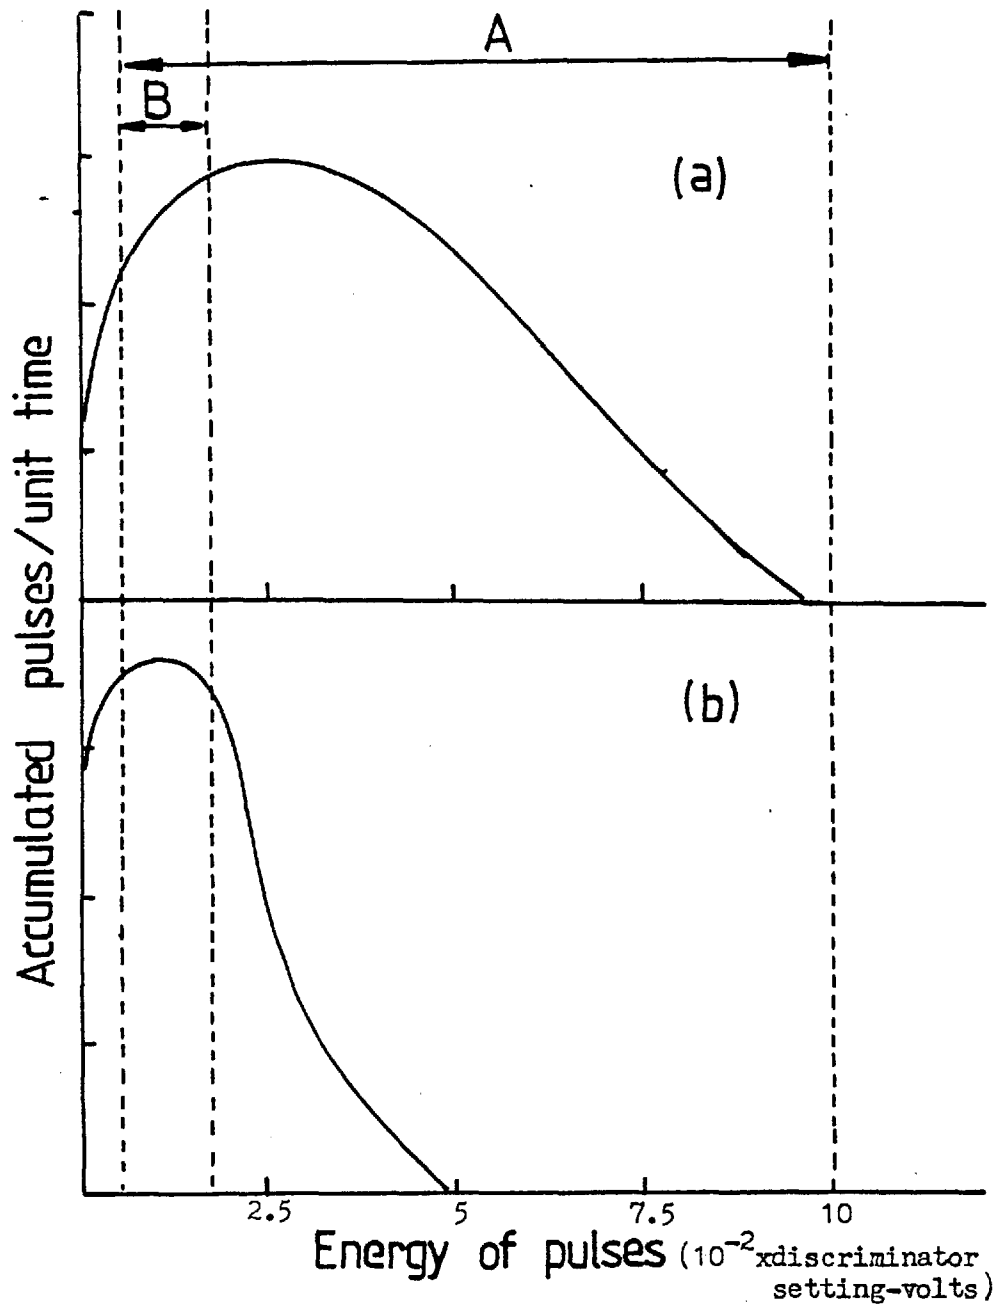 A
B
(a)
(b)
Accumulated pulses/unit time
2.5 5 7.5 10
Energy of pulses (10⁻²xdiscriminator
setting-volts)